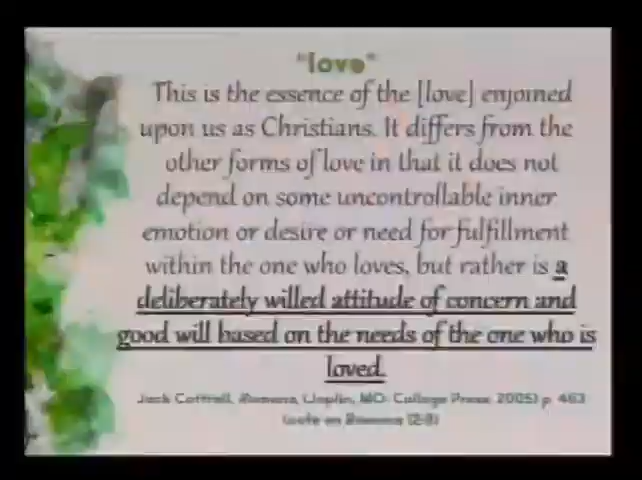 "love"
This is the essence of the [love] enjoined
upon us as Christians. It differs from the
other forms of love in that it does not
depend on some uncontrollable inner
emotion or desire or need for fulfillment
within the one who loves, but rather is a
deliberately willed attitude of concern and
good will based on the needs of the one who is
loved.
Jack Cottrell, Romans, (Joplin, MO: College Press 2005) p. 463
(note on Romans 12:9)